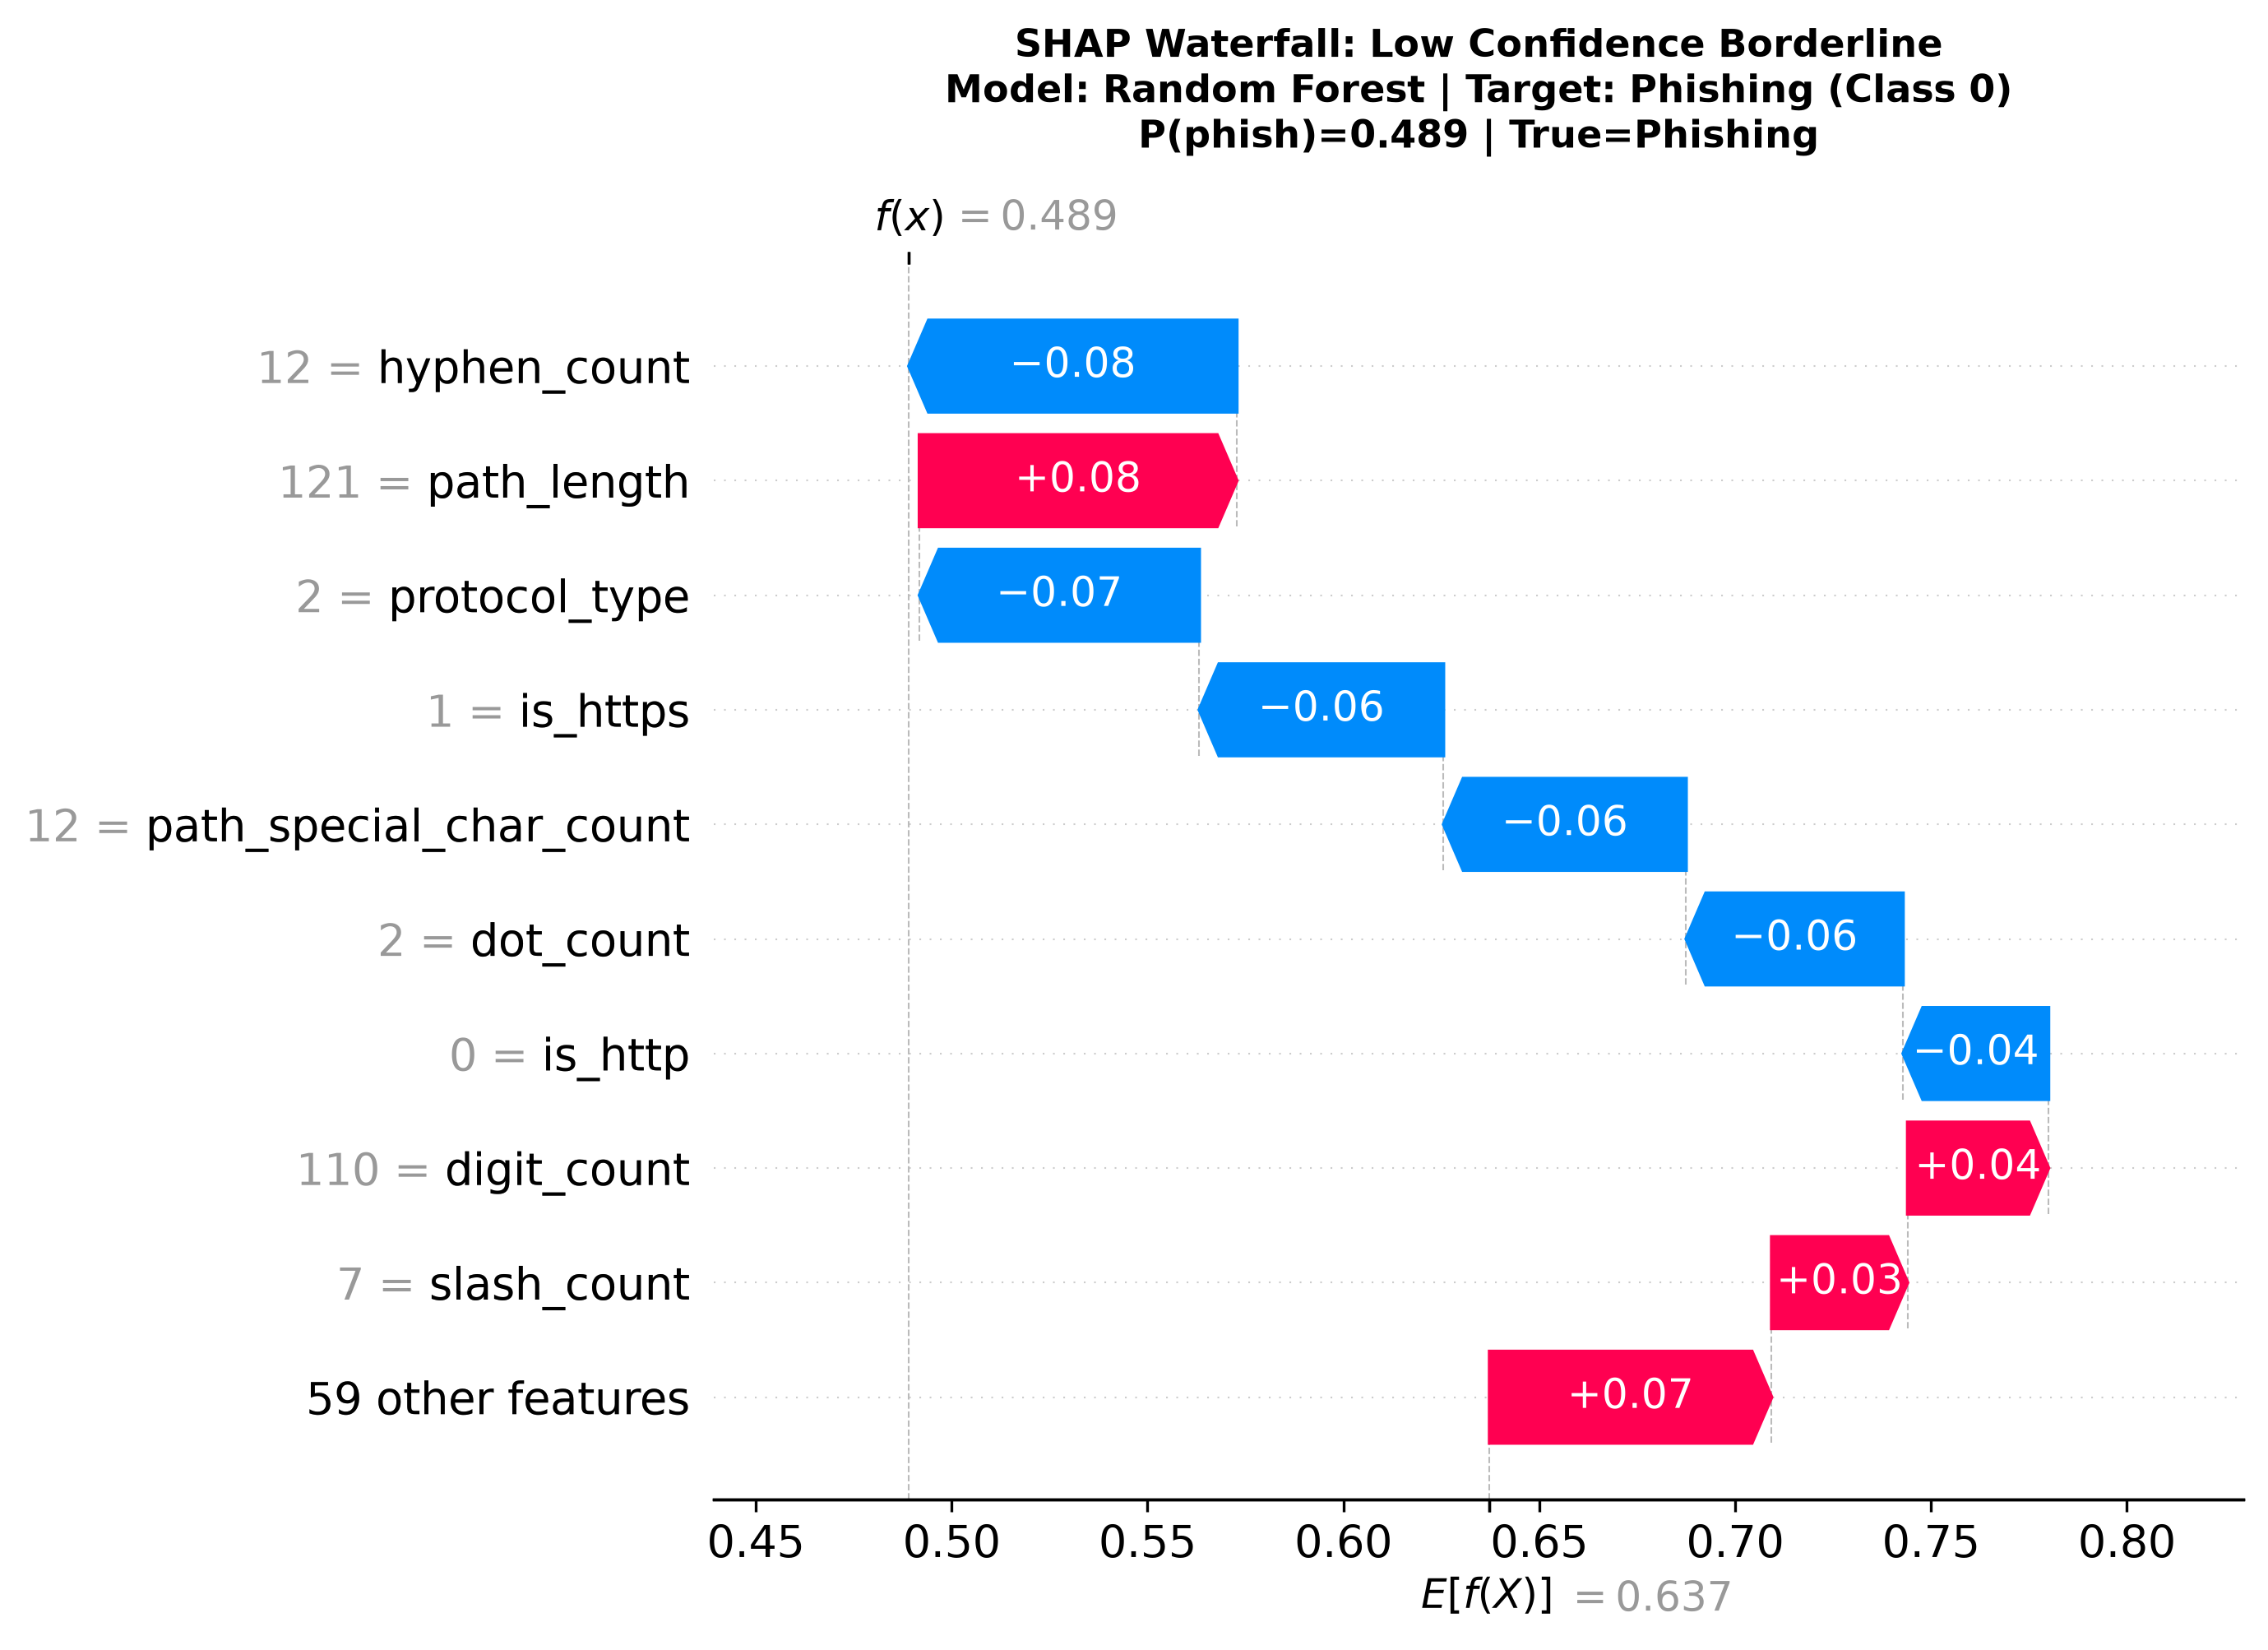 SHAP Waterfall: Low Confidence Borderline
Model: Random Forest | Target: Phishing (Class 0)
P(phish)=0.489 | True=Phishing
f(x) = 0.489
12 = hyphen_count −0.08
121 = path_length +0.08
2 = protocol_type −0.07
1 = is_https −0.06
12 = path_special_char_count −0.06
2 = dot_count −0.06
0 = is_http −0.04
110 = digit_count +0.04
7 = slash_count +0.03
59 other features +0.07
0.45 0.50 0.55 0.60 0.65 0.70 0.75 0.80
E[f(X)] = 0.637